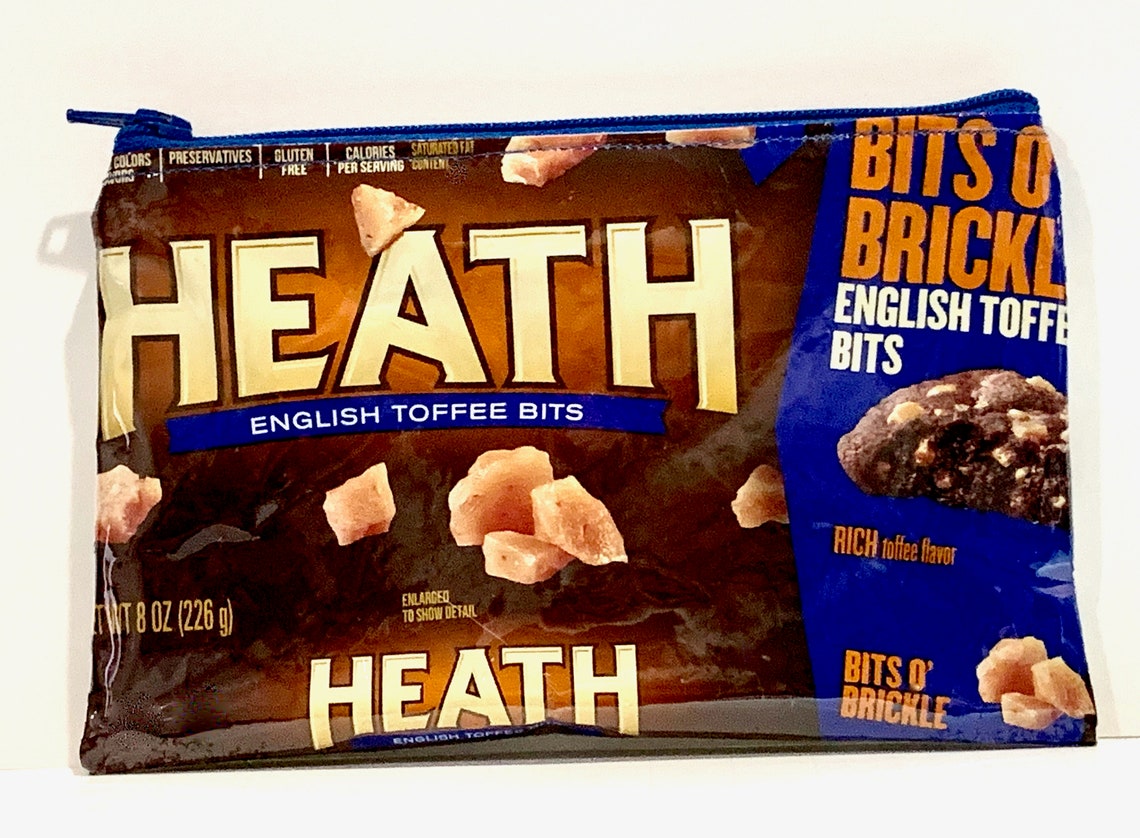 COLORS
PRESERVATIVES
GLUTEN
FREE
CALORIES
PER SERVING
SATURATED FAT
CONTENT
HEATH
ENGLISH TOFFEE BITS
BITS O'
BRICKL
ENGLISH TOFFE
BITS
RICH toffee flavor
T WT 8 OZ (226 g)
ENLARGED
TO SHOW DETAIL
HEATH
ENGLISH TOFFEE
BITS O'
BRICKLE